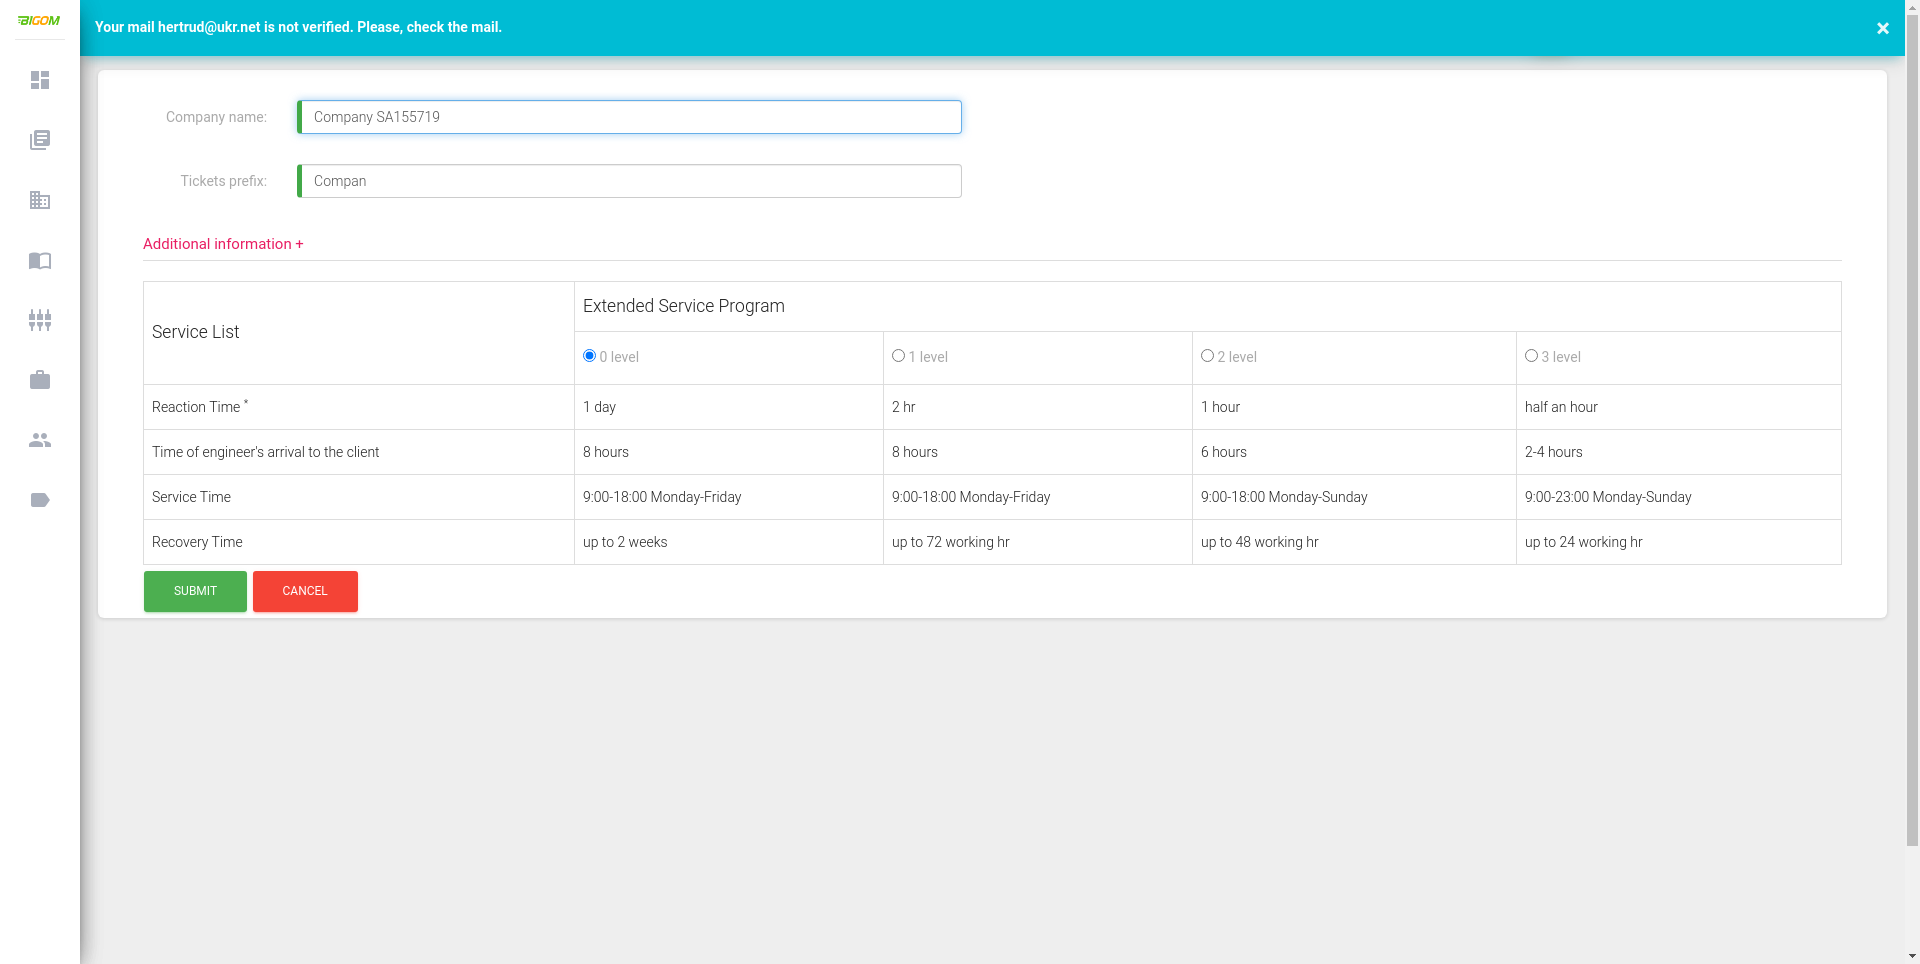 BIGOM
Your mail hertrud@ukr.net is not verified. Please, check the mail.
×
Company name: Company SA155719
Tickets prefix: Compan
Additional information +
Service List
Extended Service Program
0 level 1 level 2 level 3 level
Reaction Time * 1 day 2 hr 1 hour half an hour
Time of engineer's arrival to the client 8 hours 8 hours 6 hours 2-4 hours
Service Time 9:00-18:00 Monday-Friday 9:00-18:00 Monday-Friday 9:00-18:00 Monday-Sunday 9:00-23:00 Monday-Sunday
Recovery Time up to 2 weeks up to 72 working hr up to 48 working hr up to 24 working hr
SUBMIT CANCEL